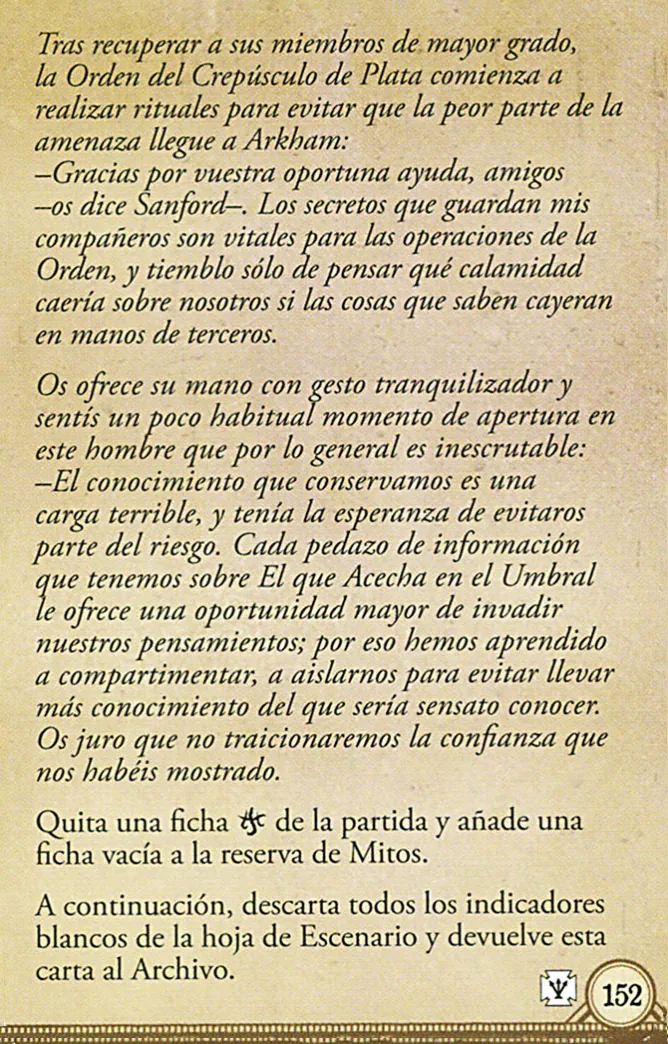 Tras recuperar a sus miembros de mayor grado,
la Orden del Crepúsculo de Plata comienza a
realizar rituales para evitar que la peor parte de la
amenaza llegue a Arkham:
–Gracias por vuestra oportuna ayuda, amigos
–os dice Sanford–. Los secretos que guardan mis
compañeros son vitales para las operaciones de la
Orden, y tiemblo sólo de pensar qué calamidad
caería sobre nosotros si las cosas que saben cayeran
en manos de terceros.
Os ofrece su mano con gesto tranquilizador y
sentís un poco habitual momento de apertura en
este hombre que por lo general es inescrutable:
–El conocimiento que conservamos es una
carga terrible, y tenía la esperanza de evitaros
parte del riesgo. Cada pedazo de información
que tenemos sobre El que Acecha en el Umbral
le ofrece una oportunidad mayor de invadir
nuestros pensamientos; por eso hemos aprendido
a compartimentar, a aislarnos para evitar llevar
más conocimiento del que sería sensato conocer.
Os juro que no traicionaremos la confianza que
nos habéis mostrado.
Quita una ficha de la partida y añade una
ficha vacía a la reserva de Mitos.
A continuación, descarta todos los indicadores
blancos de la hoja de Escenario y devuelve esta
carta al Archivo.
152